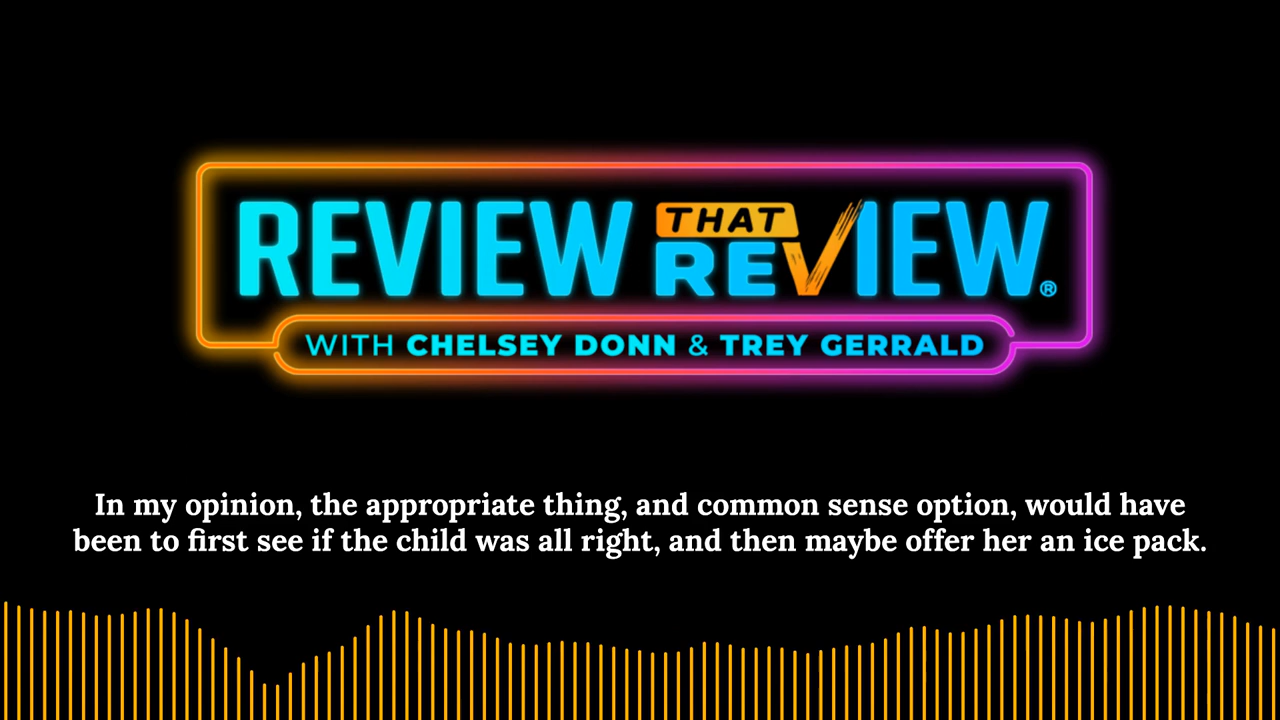 REVIEW THAT REVIEW®
WITH CHELSEY DONN & TREY GERRALD
In my opinion, the appropriate thing, and common sense option, would have
been to first see if the child was all right, and then maybe offer her an ice pack.